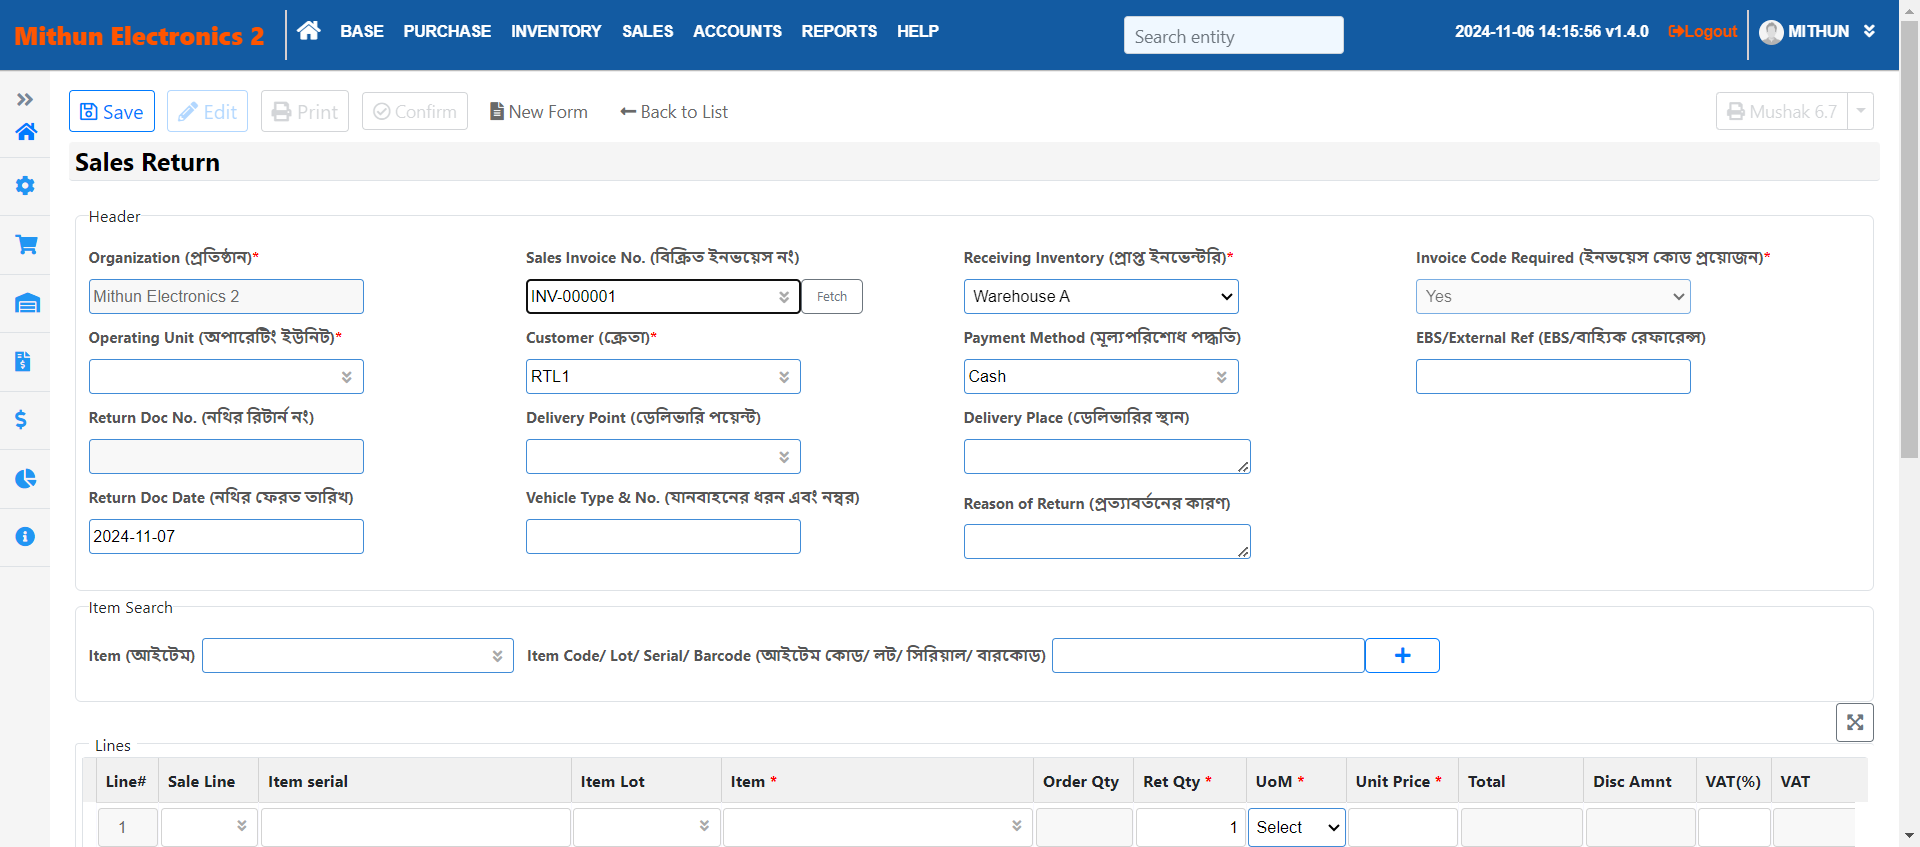 Mithun Electronics 2 BASE PURCHASE INVENTORY SALES ACCOUNTS REPORTS HELP Search entity 2024-11-06 14:15:56 v1.4.0 Logout MITHUN
Save Edit Print Confirm New Form Back to List Mushak 6.7
Sales Return
Header
Organization (প্রতিষ্ঠান)* Sales Invoice No. (বিক্রিত ইনভয়েস নং) Receiving Inventory (প্রাপ্ত ইনভেন্টরি)* Invoice Code Required (ইনভয়েস কোড প্রয়োজন)*
Mithun Electronics 2 INV-000001 Fetch Warehouse A Yes
Operating Unit (অপারেটিং ইউনিট)* Customer (ক্রেতা)* Payment Method (মূল্যপরিশোধ পদ্ধতি) EBS/External Ref (EBS/বাহ্যিক রেফারেন্স)
RTL1 Cash
Return Doc No. (নথির রিটার্ন নং) Delivery Point (ডেলিভারি পয়েন্ট) Delivery Place (ডেলিভারির স্থান)
Return Doc Date (নথির ফেরত তারিখ) Vehicle Type & No. (যানবাহনের ধরন এবং নম্বর) Reason of Return (প্রত্যাবর্তনের কারণ)
2024-11-07
Item Search
Item (আইটেম) Item Code/ Lot/ Serial/ Barcode (আইটেম কোড/ লট/ সিরিয়াল/ বারকোড)
Lines
Line# Sale Line Item serial Item Lot Item * Order Qty Ret Qty * UoM * Unit Price * Total Disc Amnt VAT(%) VAT
1 1 Select